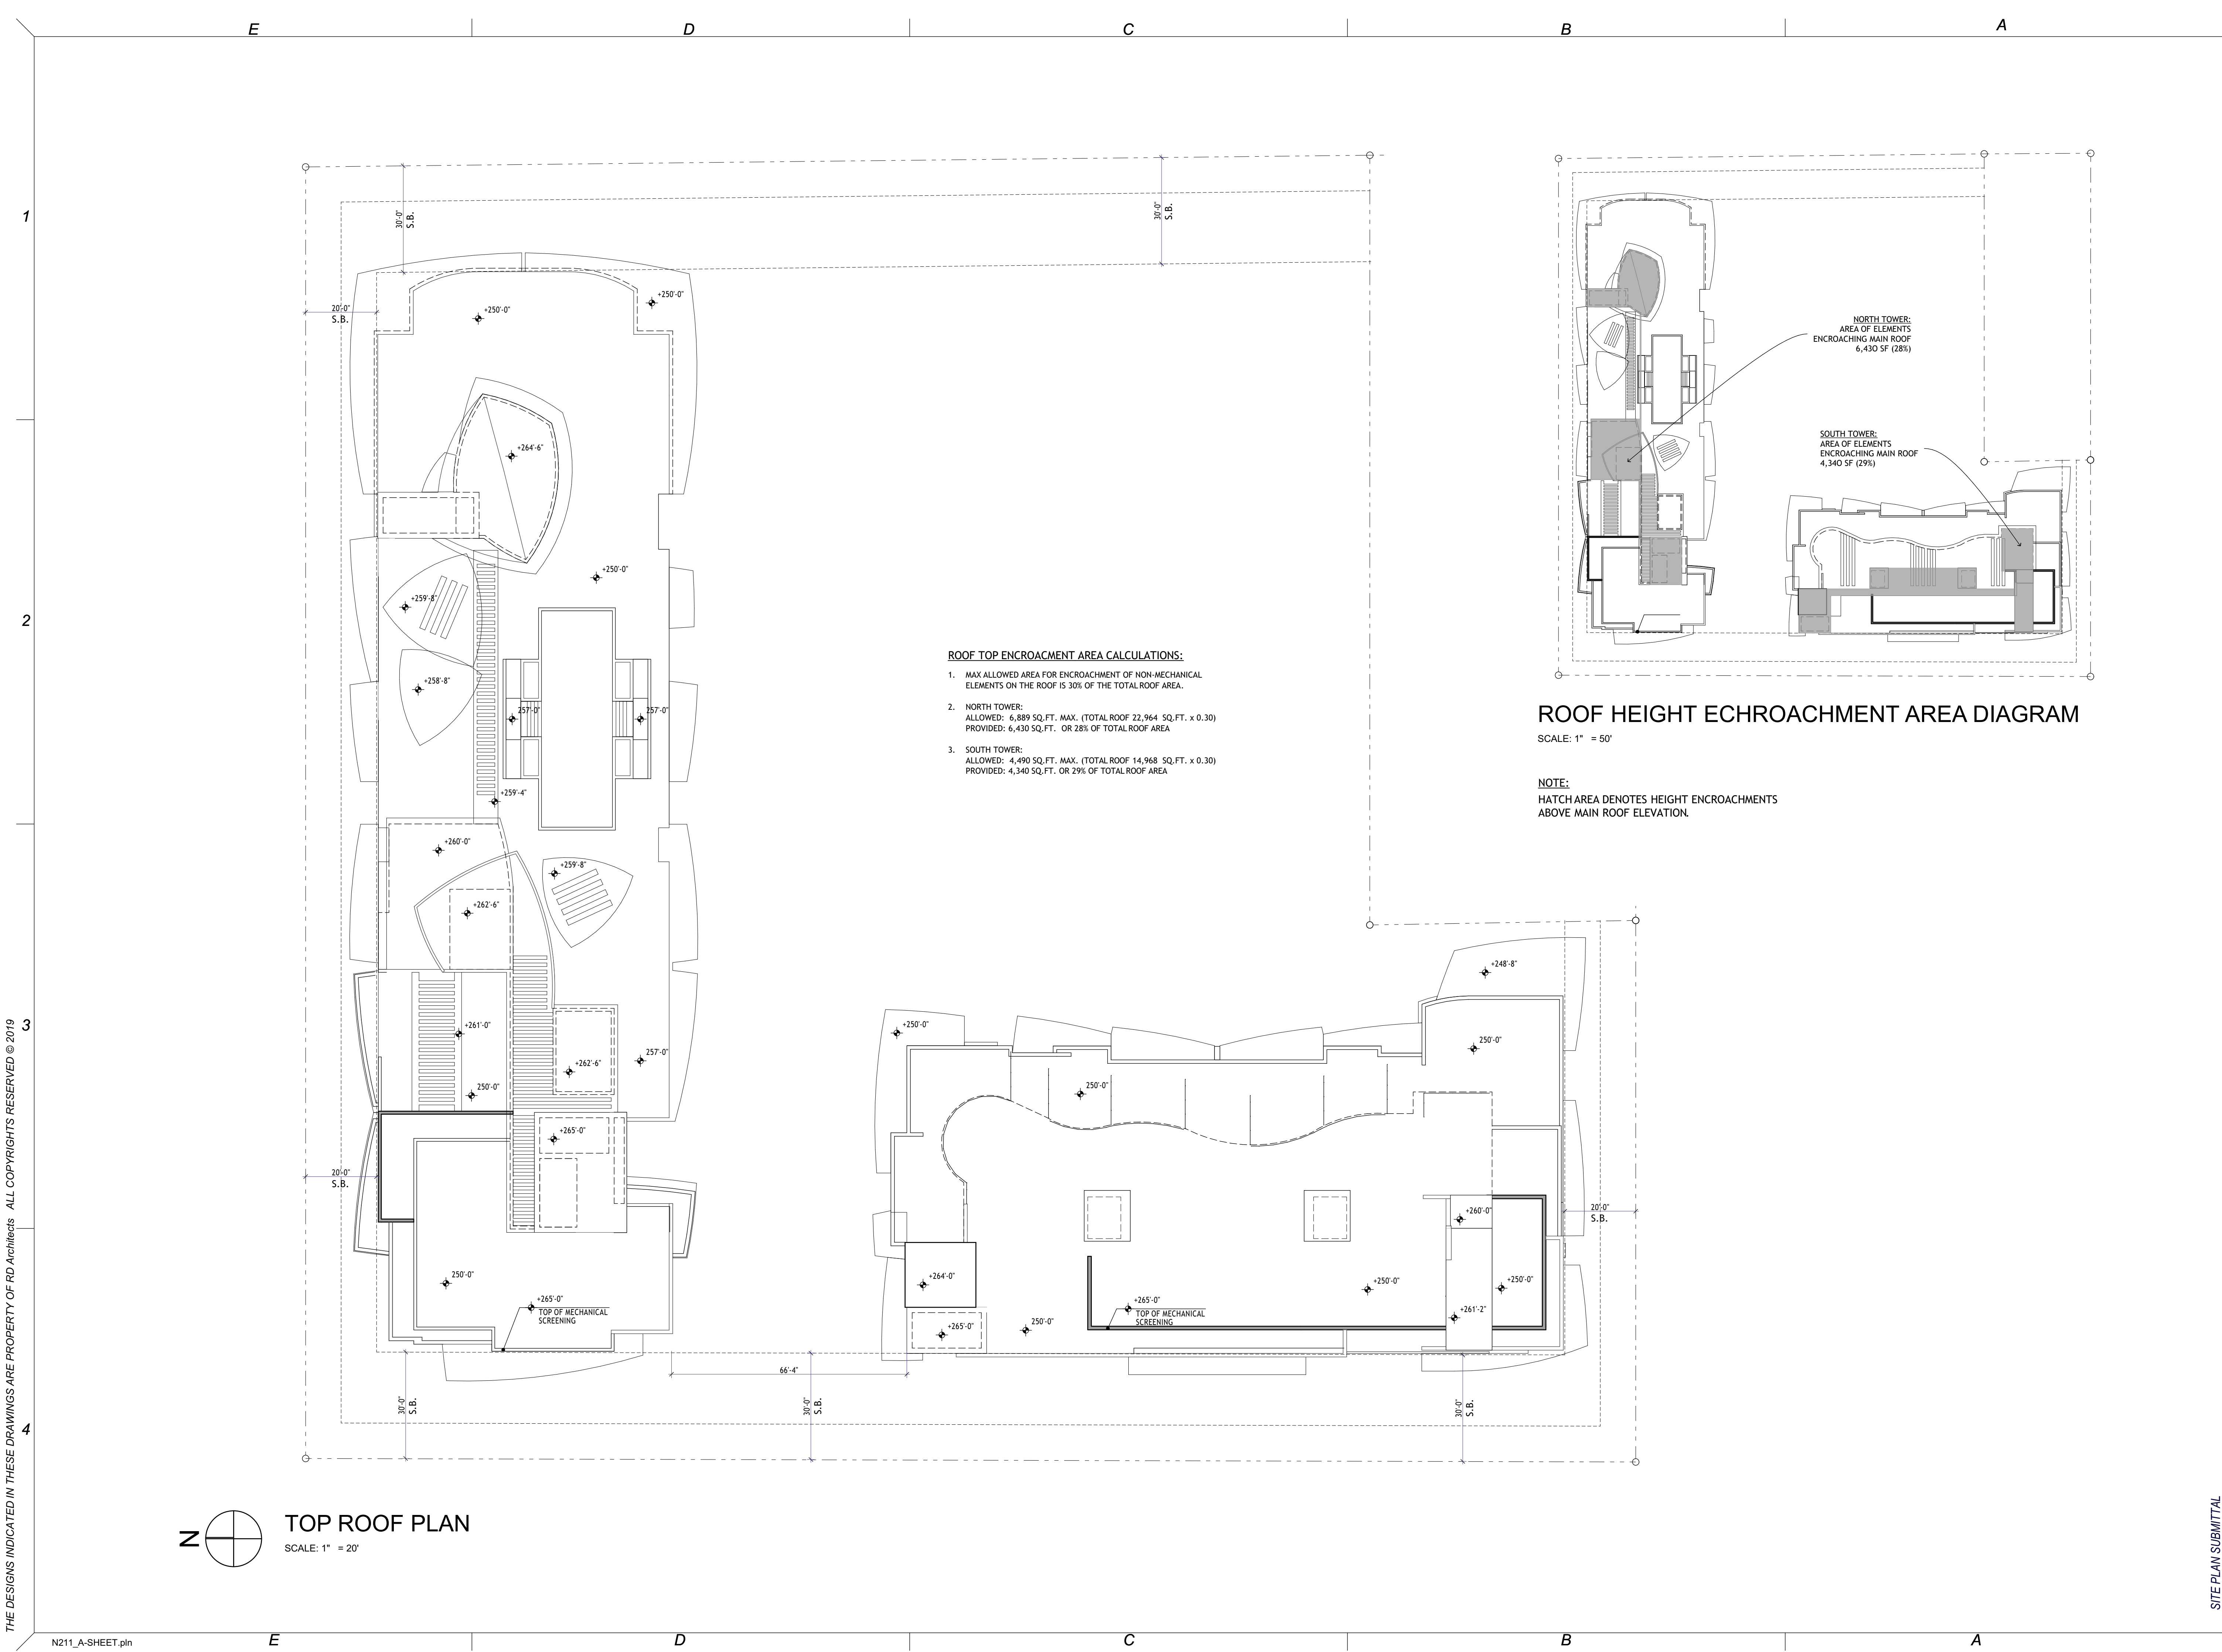 E
D
C
B
A
1
2
3
4
30'-0"
S.B.
30'-0"
S.B.
20'-0"
S.B.
+250'-0"
+250'-0"
+264'-6"
+250'-0"
+259'-8"
+258'-8"
257'-0"
257'-0"
+259'-4"
+260'-0"
+259'-8"
+262'-6"
+261'-0"
250'-0"
+262'-6"
257'-0"
+265'-0"
20'-0"
S.B.
250'-0"
+265'-0"
TOP OF MECHANICAL
SCREENING
30'-0"
S.B.
66'-4"
30'-0"
S.B.
ROOF TOP ENCROACMENT AREA CALCULATIONS:
1. MAX ALLOWED AREA FOR ENCROACHMENT OF NON-MECHANICAL
ELEMENTS ON THE ROOF IS 30% OF THE TOTAL ROOF AREA.
2. NORTH TOWER:
ALLOWED: 6,889 SQ.FT. MAX. (TOTAL ROOF 22,964 SQ.FT. x 0.30)
PROVIDED: 6,430 SQ.FT. OR 28% OF TOTAL ROOF AREA
3. SOUTH TOWER:
ALLOWED: 4,490 SQ.FT. MAX. (TOTAL ROOF 14,968 SQ.FT. x 0.30)
PROVIDED: 4,340 SQ.FT. OR 29% OF TOTAL ROOF AREA
+248'-8"
+250'-0"
250'-0"
250'-0"
20'-0"
S.B.
+260'-0"
+264'-0"
+250'-0"
+250'-0"
+265'-0"
TOP OF MECHANICAL
SCREENING
+261'-2"
+265'-0"
250'-0"
30'-0"
S.B.
NORTH TOWER:
AREA OF ELEMENTS
ENCROACHING MAIN ROOF
6,430 SF (28%)
SOUTH TOWER:
AREA OF ELEMENTS
ENCROACHING MAIN ROOF
4,340 SF (29%)
ROOF HEIGHT ECHROACHMENT AREA DIAGRAM
SCALE: 1" = 50'
NOTE:
HATCH AREA DENOTES HEIGHT ENCROACHMENTS
ABOVE MAIN ROOF ELEVATION.
N
TOP ROOF PLAN
SCALE: 1" = 20'
THE DESIGNS INDICATED IN THESE DRAWINGS ARE PROPERTY OF RD Architects ALL COPYRIGHTS RESERVED © 2019
SITE PLAN SUBMITTAL
N211_A-SHEET.pln
E
D
C
B
A